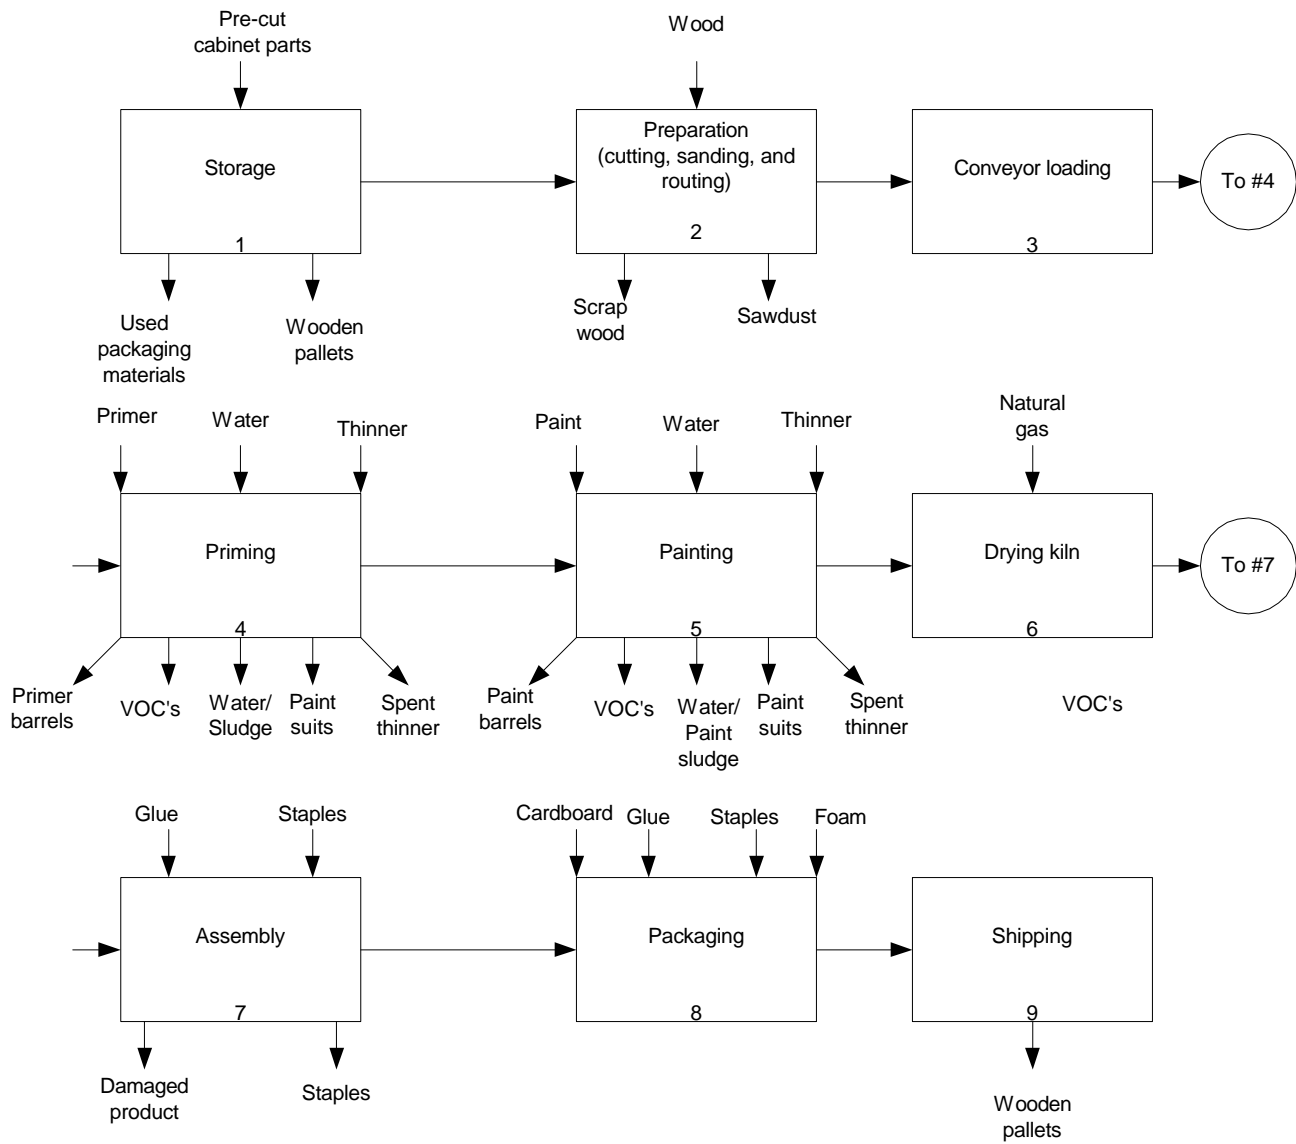 Pre-cut
cabinet parts
Wood
Storage
1
Preparation
(cutting, sanding, and
routing)
2
Conveyor loading
3
To #4
Used
packaging
materials
Wooden
pallets
Scrap
wood
Sawdust
Primer
Water
Thinner
Paint
Water
Thinner
Natural
gas
Priming
4
Painting
5
Drying kiln
6
To #7
Primer
barrels
VOC's
Water/
Sludge
Paint
suits
Spent
thinner
Paint
barrels
VOC's
Water/
Paint
sludge
Paint
suits
Spent
thinner
VOC's
Glue
Staples
Cardboard
Glue
Staples
Foam
Assembly
7
Packaging
8
Shipping
9
Damaged
product
Staples
Wooden
pallets